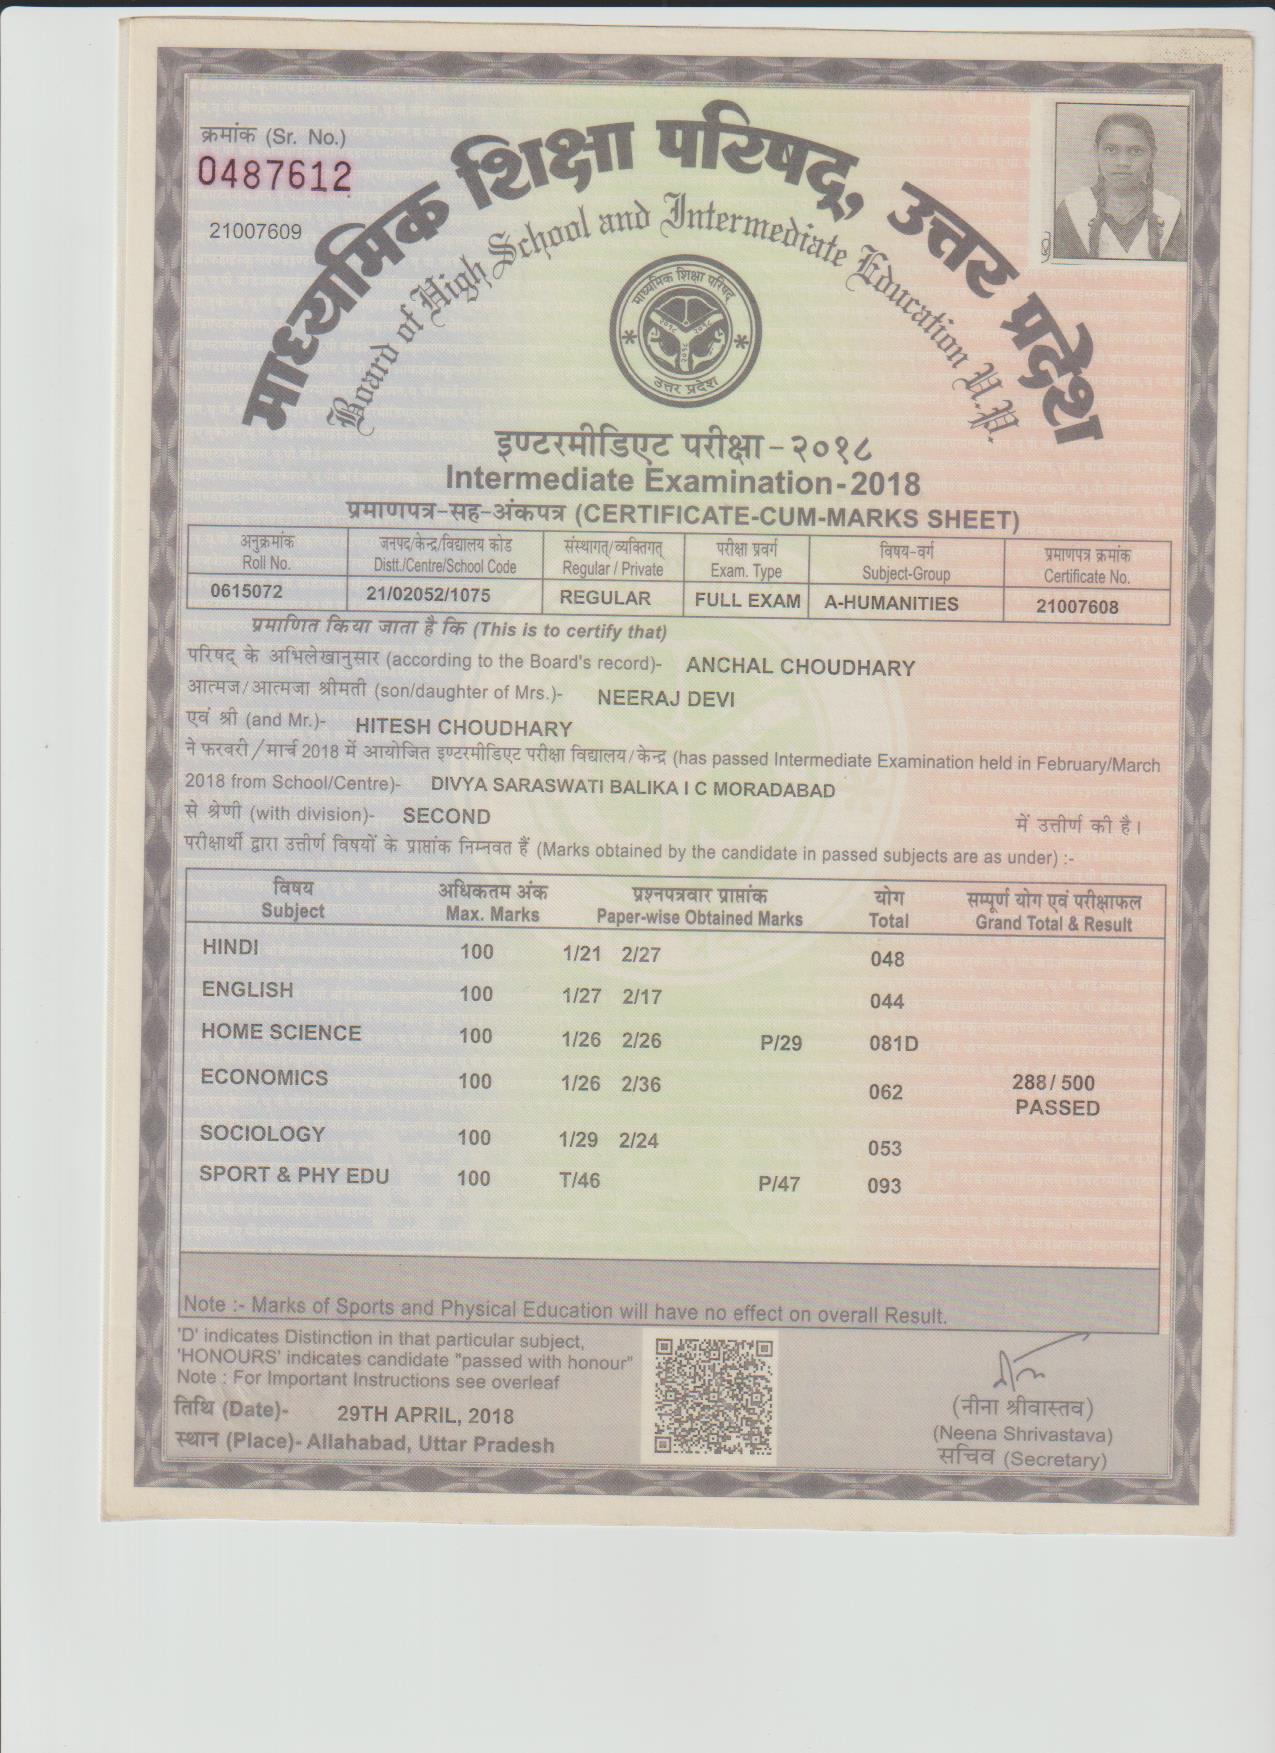 क्रमांक (Sr. No.)
0487612
21007609
माध्यमिक शिक्षा परिषद्, उत्तर प्रदेश
Board of High School and Intermediate Education U.P.
माध्यमिक शिक्षा परिषद्
२०१८
उत्तर प्रदेश
इण्टरमीडिएट परीक्षा-२०१८
Intermediate Examination-2018
प्रमाणपत्र-सह-अंकपत्र (CERTIFICATE-CUM-MARKS SHEET)
अनुक्रमांक जनपद/केन्द्र/विद्यालय कोड संस्थागत्/व्यक्तिगत् परीक्षा प्रवर्ग विषय-वर्ग प्रमाणपत्र क्रमांक
Roll No. Distt./Centre/School Code Regular / Private Exam. Type Subject-Group Certificate No.
0615072 21/02052/1075 REGULAR FULL EXAM A-HUMANITIES 21007608
प्रमाणित किया जाता है कि (This is to certify that)
परिषद् के अभिलेखानुसार (according to the Board's record)- ANCHAL CHOUDHARY
आत्मज/आत्मजा श्रीमती (son/daughter of Mrs.)- NEERAJ DEVI
एवं श्री (and Mr.)- HITESH CHOUDHARY
ने फरवरी/मार्च 2018 में आयोजित इण्टरमीडिएट परीक्षा विद्यालय/केन्द्र (has passed Intermediate Examination held in February/March
2018 from School/Centre)- DIVYA SARASWATI BALIKA I C MORADABAD
से श्रेणी (with division)- SECOND में उत्तीर्ण की है।
परीक्षार्थी द्वारा उत्तीर्ण विषयों के प्राप्तांक निम्नवत हैं (Marks obtained by the candidate in passed subjects are as under) :-
विषय अधिकतम अंक प्रश्नपत्रवार प्राप्तांक योग सम्पूर्ण योग एवं परीक्षाफल
Subject Max. Marks Paper-wise Obtained Marks Total Grand Total & Result
HINDI 100 1/21 2/27 048
ENGLISH 100 1/27 2/17 044
HOME SCIENCE 100 1/26 2/26 P/29 081D
ECONOMICS 100 1/26 2/36 062 288/ 500
PASSED
SOCIOLOGY 100 1/29 2/24 053
SPORT & PHY EDU 100 T/46 P/47 093
Note :- Marks of Sports and Physical Education will have no effect on overall Result.
'D' indicates Distinction in that particular subject,
'HONOURS' indicates candidate "passed with honour"
Note : For Important Instructions see overleaf
तिथि (Date)- 29TH APRIL, 2018
स्थान (Place)- Allahabad, Uttar Pradesh
(नीना श्रीवास्तव)
(Neena Shrivastava)
सचिव (Secretary)